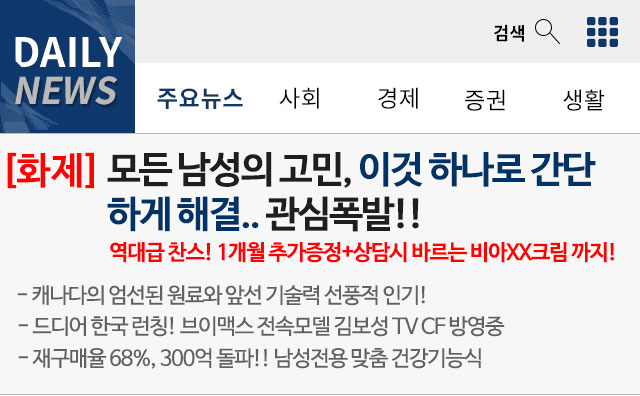 DAILY
NEWS
검색
주요뉴스 사회 경제 증권 생활
[화제] 모든 남성의 고민, 이것 하나로 간단
하게 해결.. 관심폭발!!
역대급 찬스! 1개월 추가증정+상담시 바르는 비아XX크림 까지!
- 캐나다의 엄선된 원료와 앞선 기술력 선풍적 인기!
- 드디어 한국 런칭! 브이맥스 전속모델 김보성 TV CF 방영중
- 재구매율 68%, 300억 돌파!! 남성전용 맞춤 건강기능식